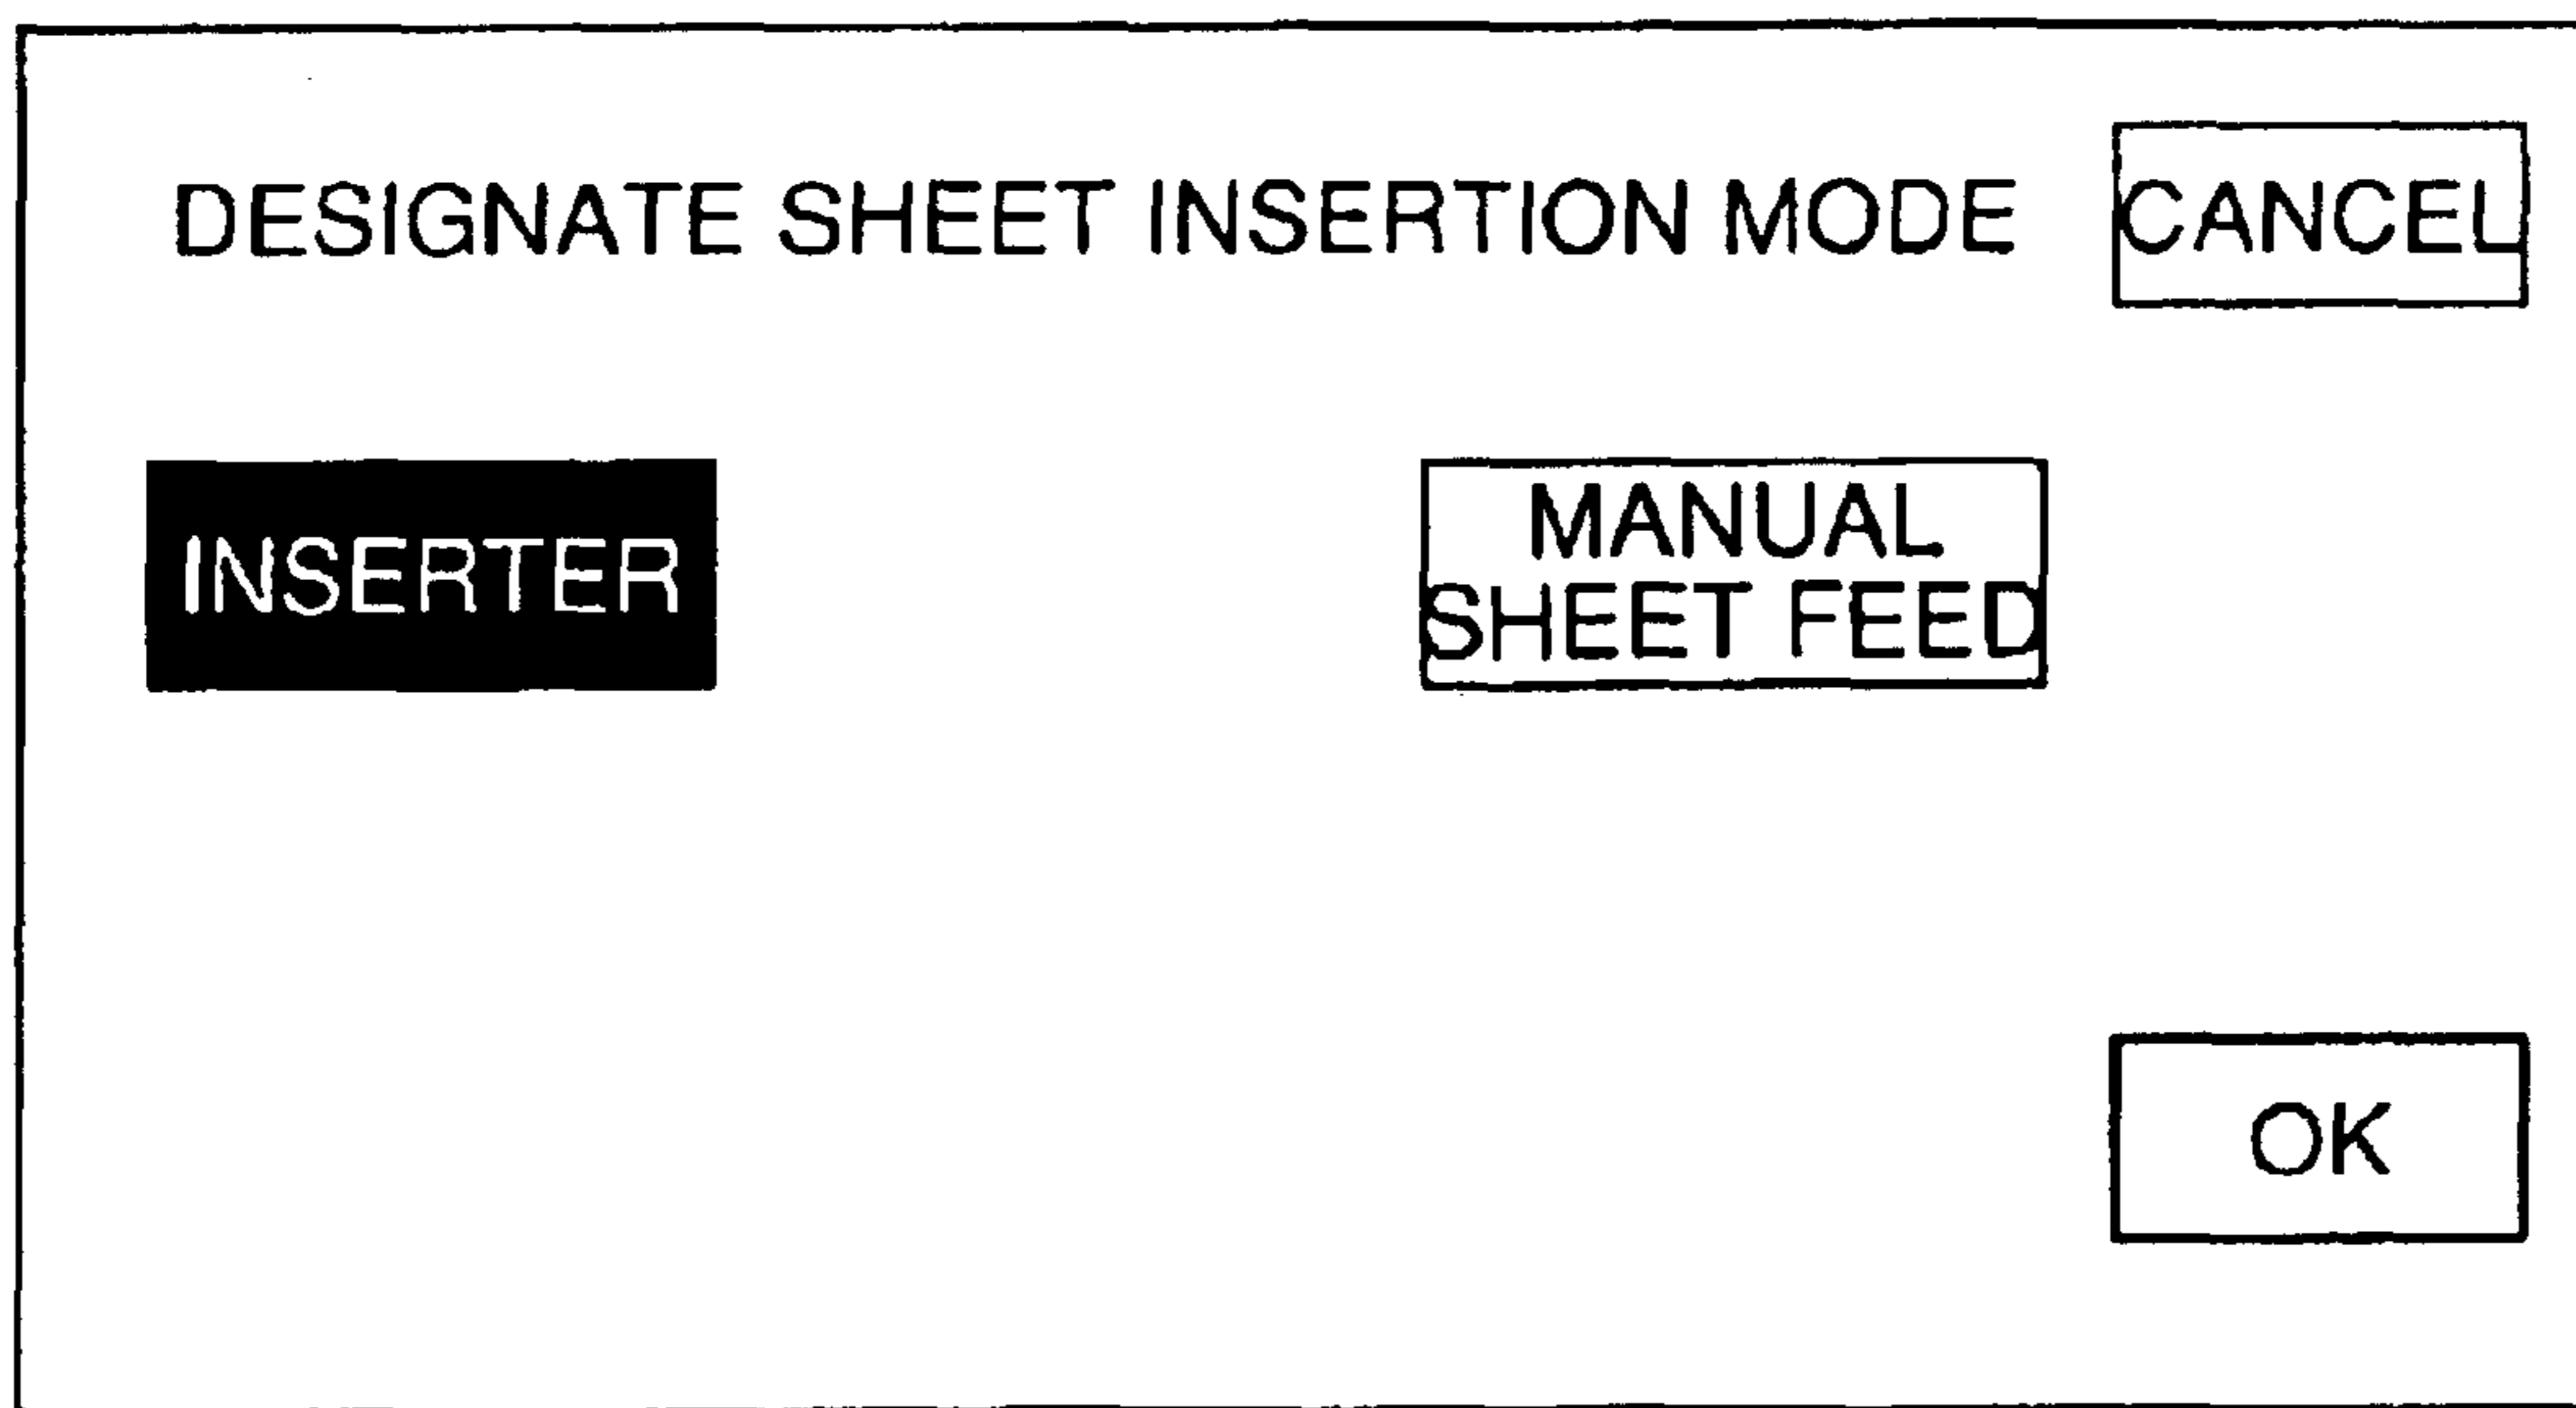 DESIGNATE SHEET INSERTION MODE
CANCEL
INSERTER
MANUAL
SHEET FEED
OK